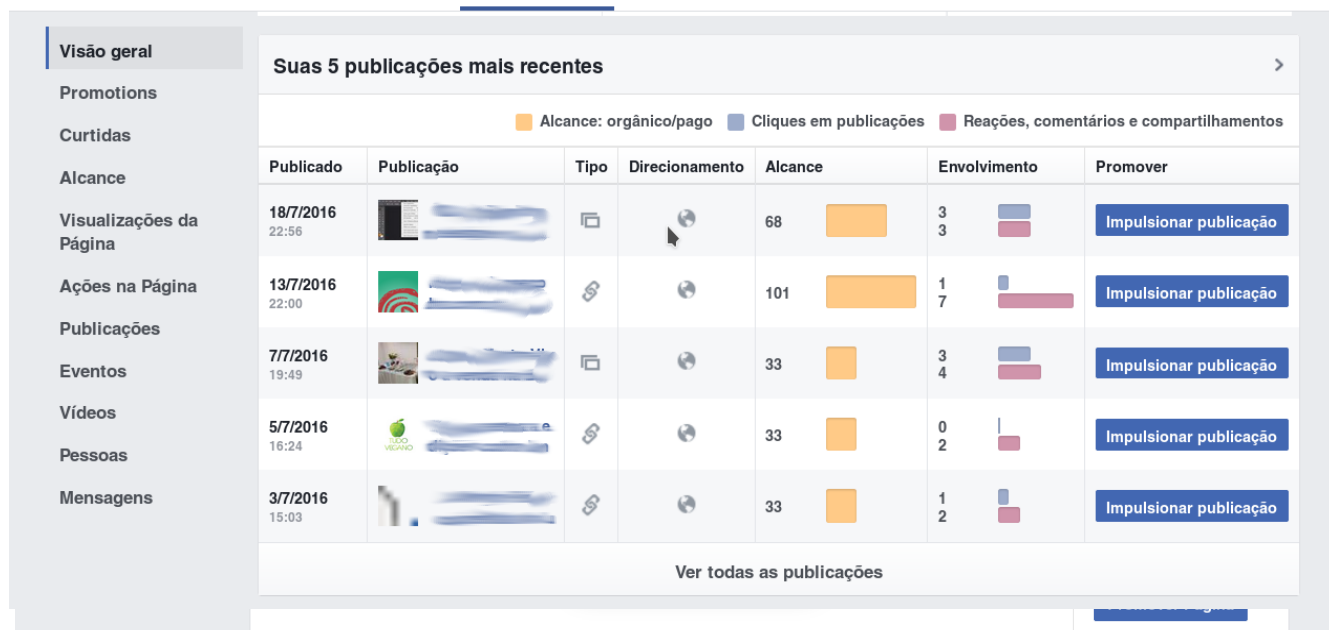 Visão geral
Promotions
Curtidas
Alcance
Visualizações da
Página
Ações na Página
Publicações
Eventos
Vídeos
Pessoas
Mensagens
Suas 5 publicações mais recentes
Alcance: orgânico/pago Cliques em publicações Reações, comentários e compartilhamentos
Publicado Publicação Tipo Direcionamento Alcance Envolvimento Promover
18/7/2016
22:56
68
3
3
Impulsionar publicação
13/7/2016
22:00
101
1
7
Impulsionar publicação
7/7/2016
19:49
33
3
4
Impulsionar publicação
5/7/2016
16:24
TUDO
VEGANO
33
0
2
Impulsionar publicação
3/7/2016
15:03
33
1
2
Impulsionar publicação
Ver todas as publicações